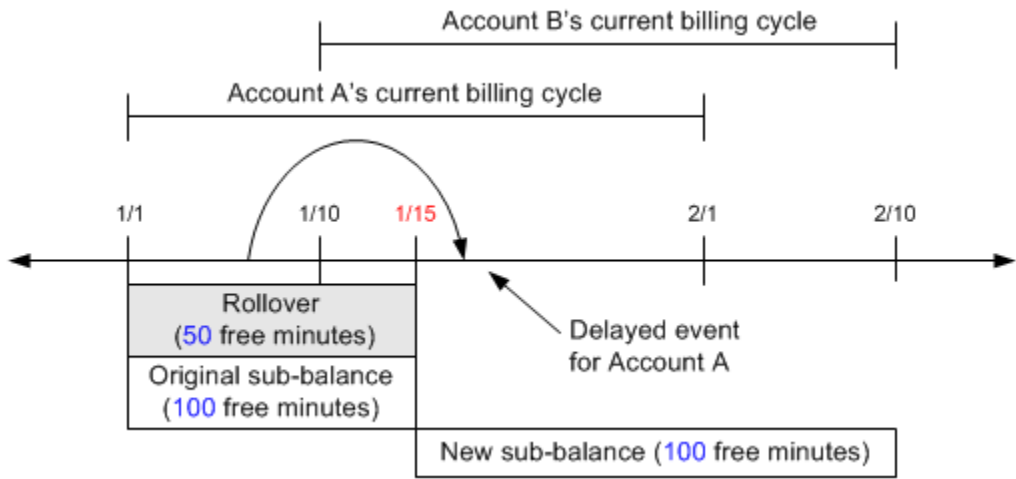 Account B's current billing cycle
Account A's current billing cycle
1/1
1/10
1/15
2/1
2/10
Rollover
(50 free minutes)
Original sub-balance
(100 free minutes)
Delayed event
for Account A
New sub-balance (100 free minutes)